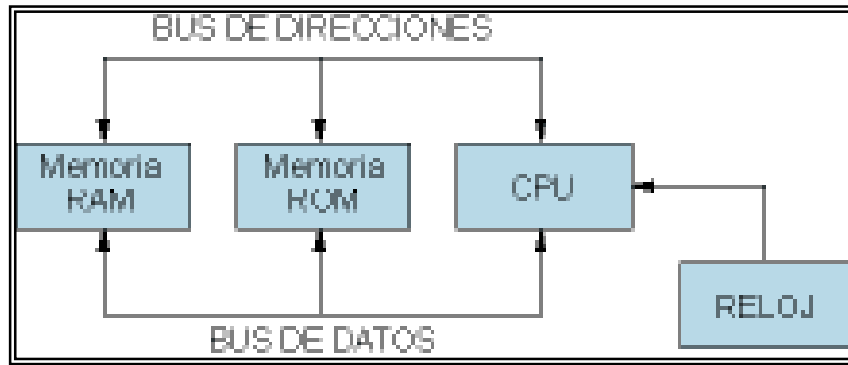 BUS DE DIRECCIONES
Memoria
RAM
Memoria
ROM
CPU
RELOJ
BUS DE DATOS